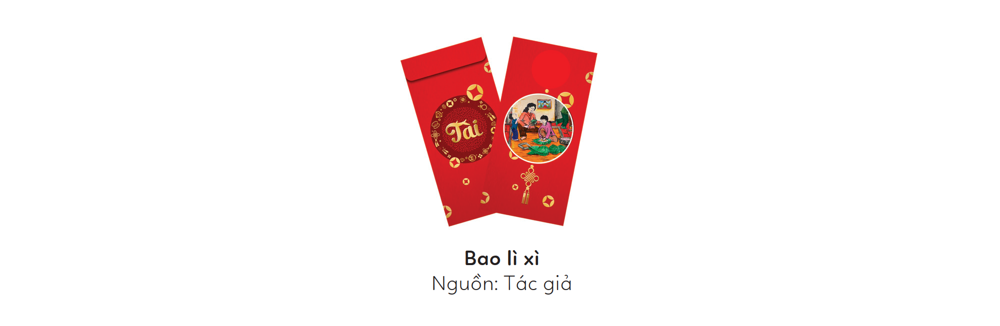 Tài
Bao lì xì
Nguồn: Tác giả